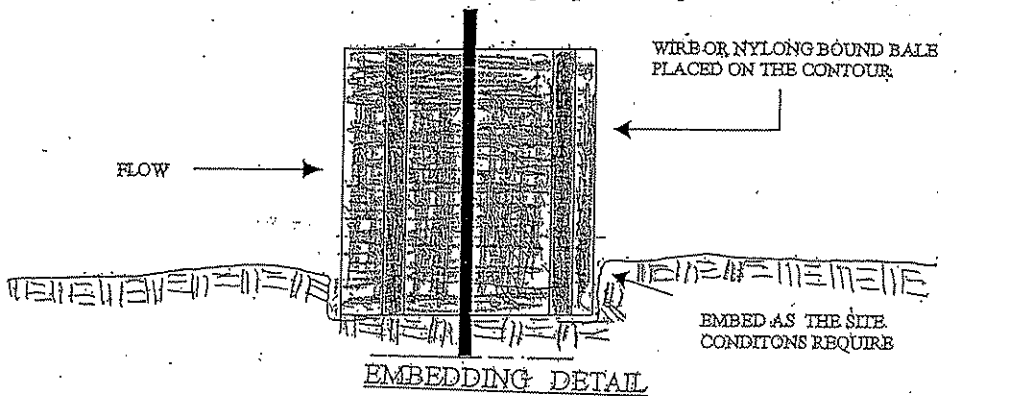 WIRE OR NYLONG BOUND BALE
PLACED ON THE CONTOUR
FLOW
EMBED AS THE SITE
CONDITONS REQUIRE
EMBEDDING DETAIL